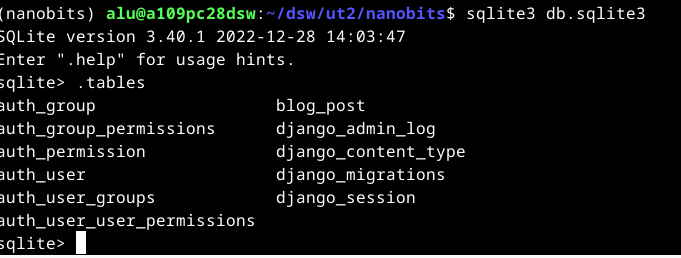 (nanobits) alu@a109pc28dsw:~/dsw/ut2/nanobits$ sqlite3 db.sqlite3
SQLite version 3.40.1 2022-12-28 14:03:47
Enter ".help" for usage hints.
sqlite> .tables
auth_group                  blog_post
auth_group_permissions      django_admin_log
auth_permission             django_content_type
auth_user                   django_migrations
auth_user_groups            django_session
auth_user_user_permissions
sqlite>